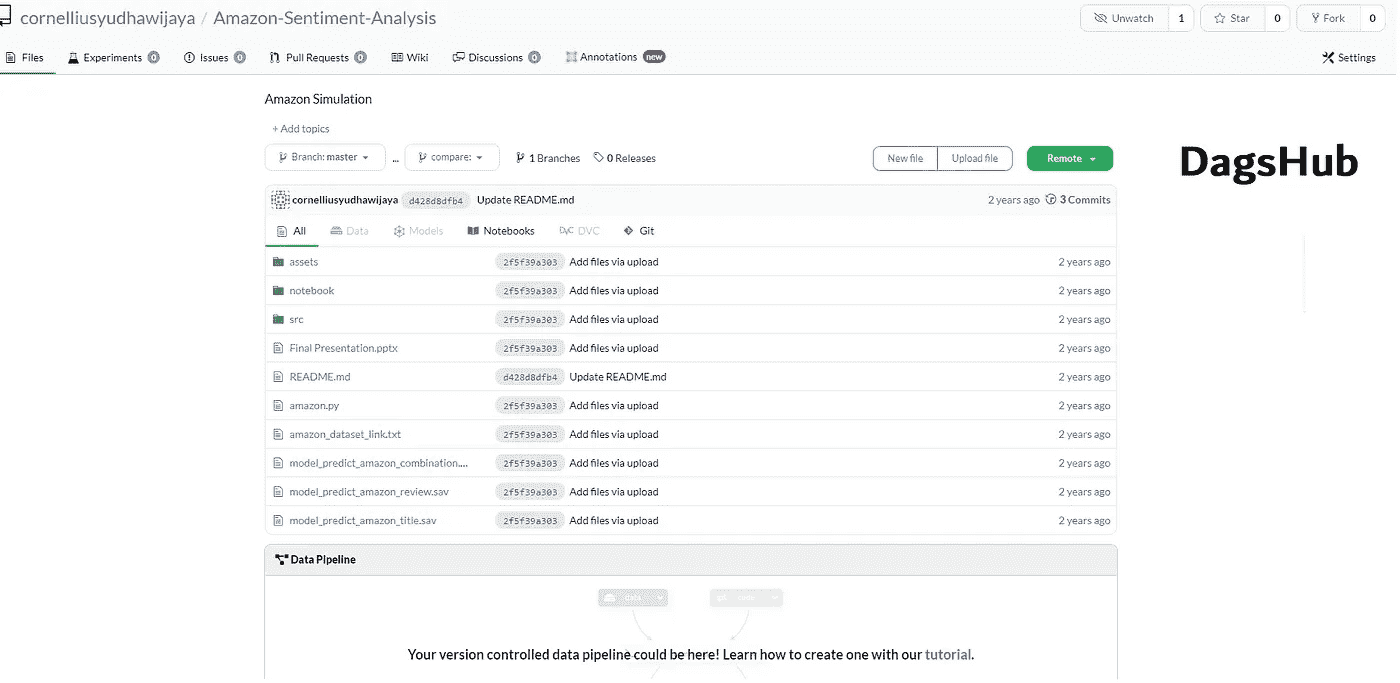 cornelliusyudhawijaya / Amazon-Sentiment-Analysis
Unwatch 1 Star 0 Fork 0
Files Experiments 0 Issues 0 Pull Requests 0 Wiki Discussions 0 Annotations new Settings
Amazon Simulation
+ Add topics
Branch: master ... compare: 1 Branches 0 Releases New file Upload file Remote
DagsHub
cornelliusyudhawijaya d428d8dfb4 Update README.md 2 years ago 3 Commits
All Data Models Notebooks DVC DVC Git
assets 2f5f39a303 Add files via upload 2 years ago
notebook 2f5f39a303 Add files via upload 2 years ago
src 2f5f39a303 Add files via upload 2 years ago
Final Presentation.pptx 2f5f39a303 Add files via upload 2 years ago
README.md d428d8dfb4 Update README.md 2 years ago
amazon.py 2f5f39a303 Add files via upload 2 years ago
amazon_dataset_link.txt 2f5f39a303 Add files via upload 2 years ago
model_predict_amazon_combination.... 2f5f39a303 Add files via upload 2 years ago
model_predict_amazon_review.sav 2f5f39a303 Add files via upload 2 years ago
model_predict_amazon_title.sav 2f5f39a303 Add files via upload 2 years ago
Data Pipeline
Your version controlled data pipeline could be here! Learn how to create one with our tutorial.